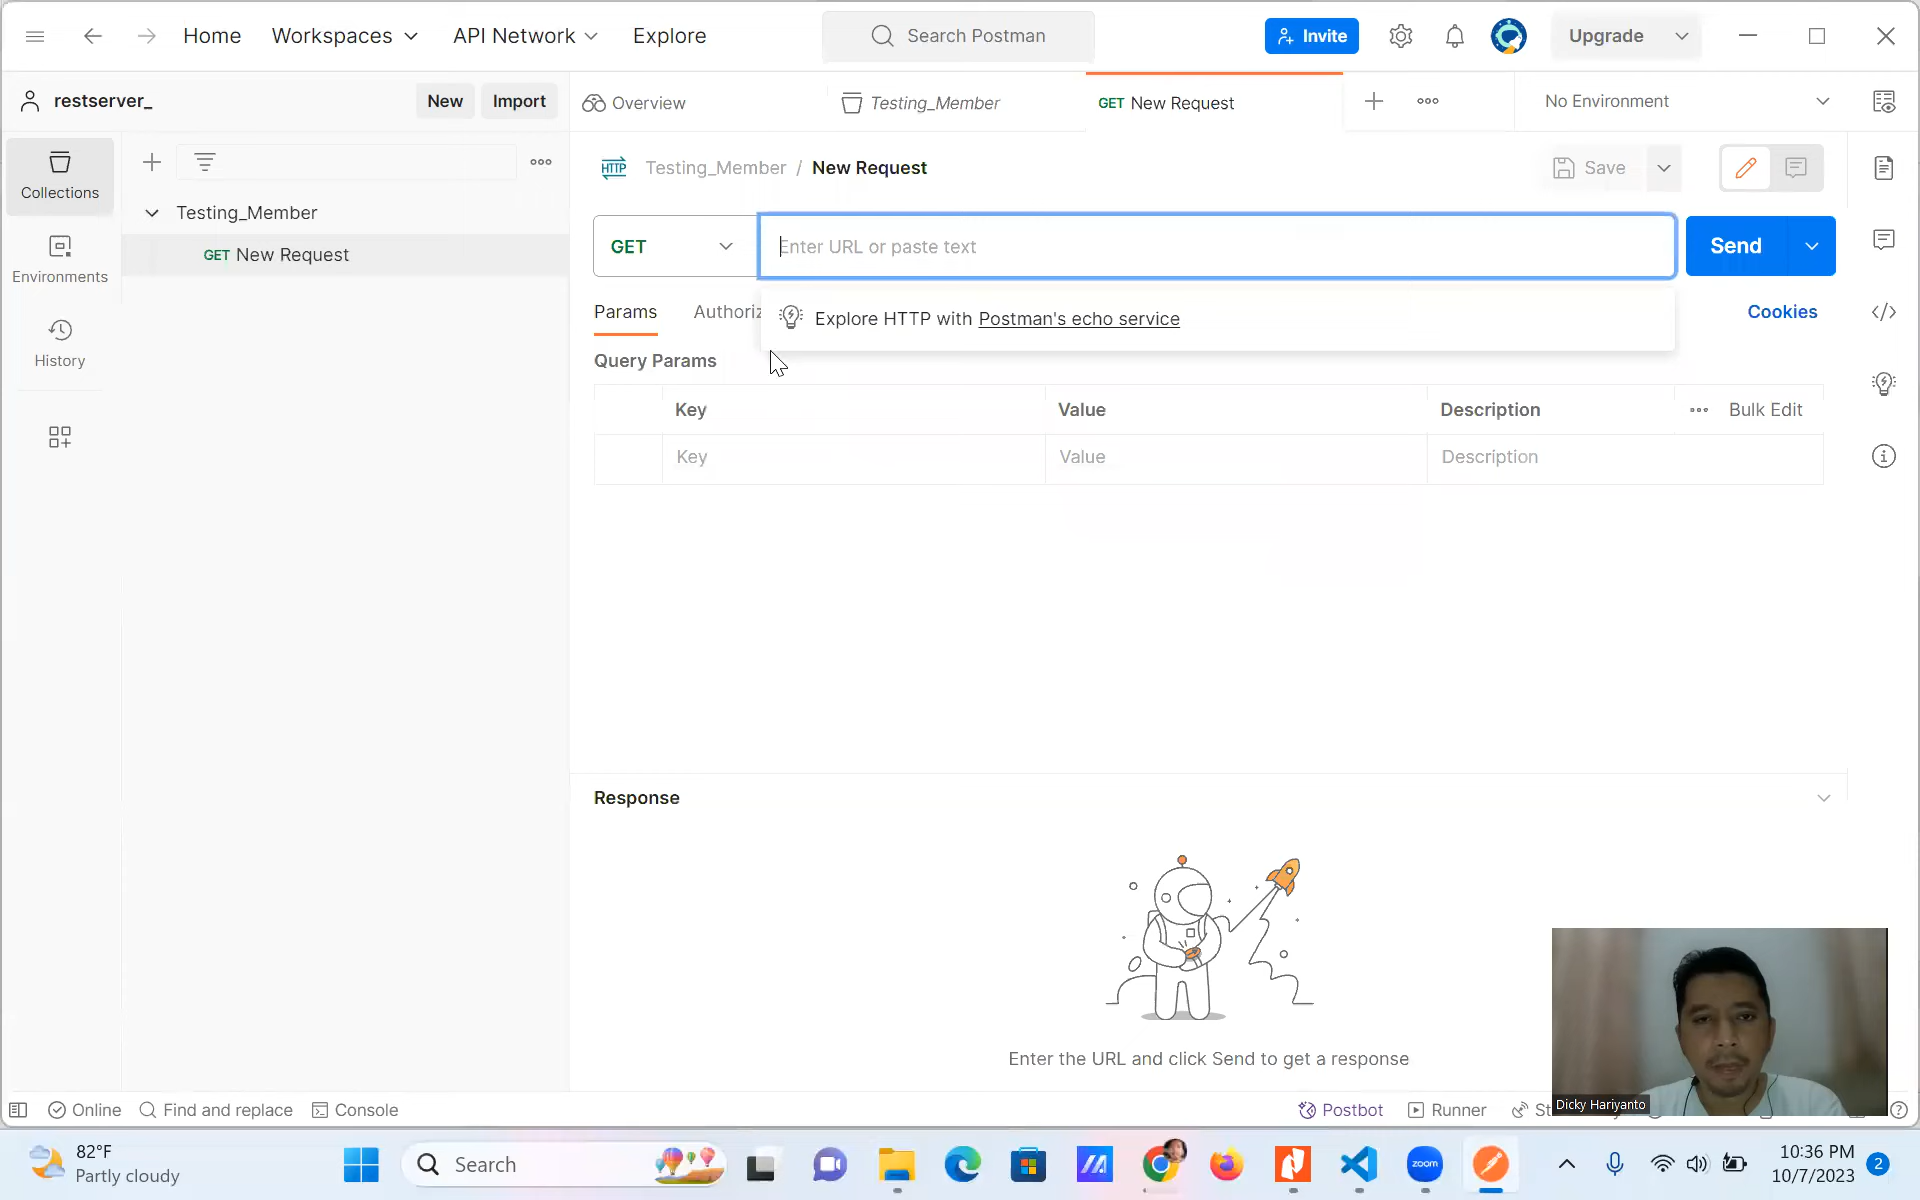 Home Workspaces API Network Explore Search Postman Invite Upgrade
restserver_ New Import Overview Testing_Member GET New Request No Environment
Collections
Environments
History
Testing_Member
GET New Request
HTTP Testing_Member / New Request Save
GET Enter URL or paste text Send
Params Authoriz Cookies
Explore HTTP with Postman's echo service
Query Params
Key Value Description Bulk Edit
Key Value Description
Response
Enter the URL and click Send to get a response
Dicky Hariyanto
Online Find and replace Console Postbot Runner St
82°F
Partly cloudy
Search
zoom
10:36 PM
10/7/2023
2